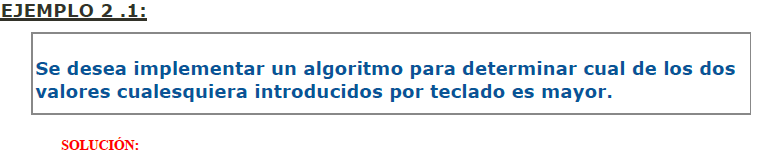 EJEMPLO 2 .1:
Se desea implementar un algoritmo para determinar cual de los dos
valores cualesquiera introducidos por teclado es mayor.
SOLUCIÓN: